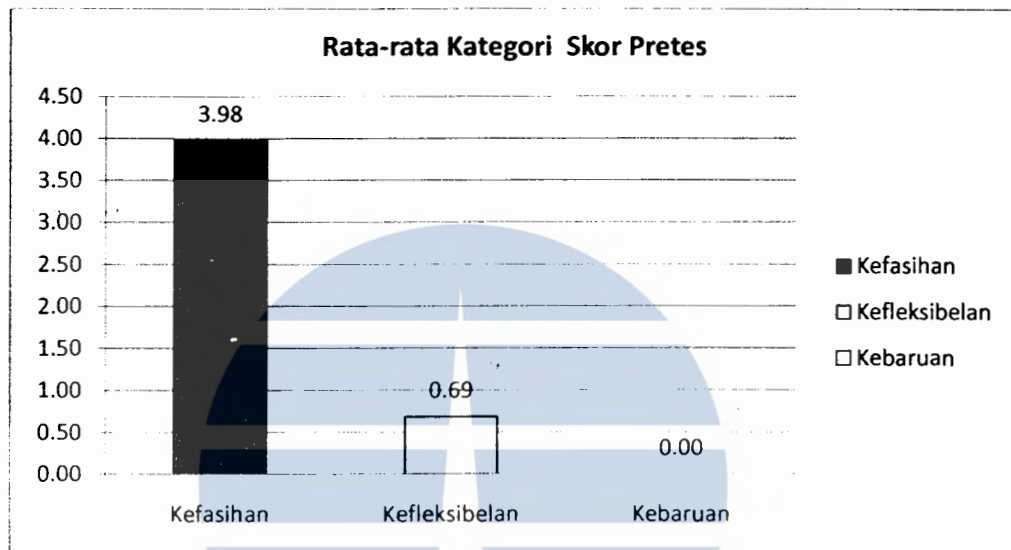 Rata-rata Kategori Skor Pretes
4.50
4.00
3.50
3.00
2.50
2.00
1.50
1.00
0.50
0.00
3.98
0.69
0.00
Kefasihan
Kefleksibelan
Kebaruan
Kefasihan
Kefleksibelan
Kebaruan